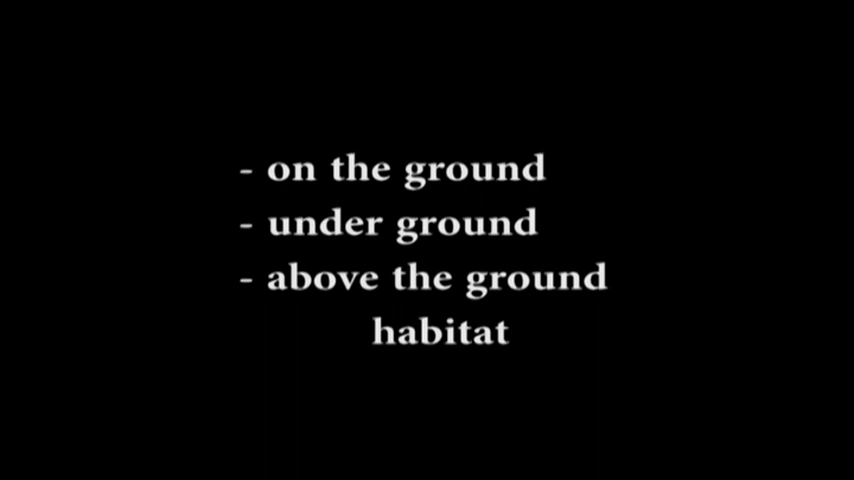 - on the ground
- under ground
- above the ground
habitat